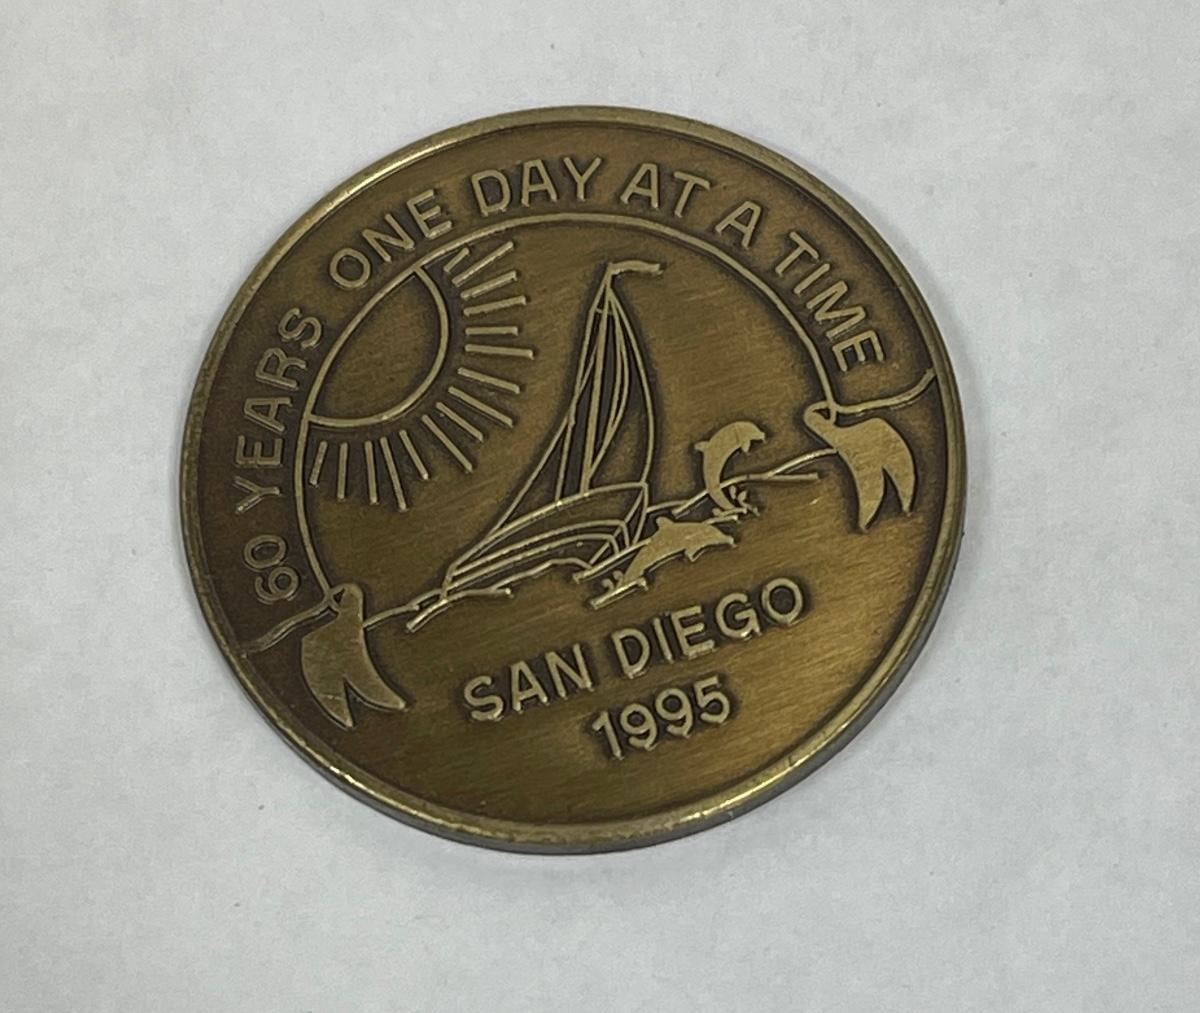 60 YEARS ONE DAY AT A TIME
SAN DIEGO
1995